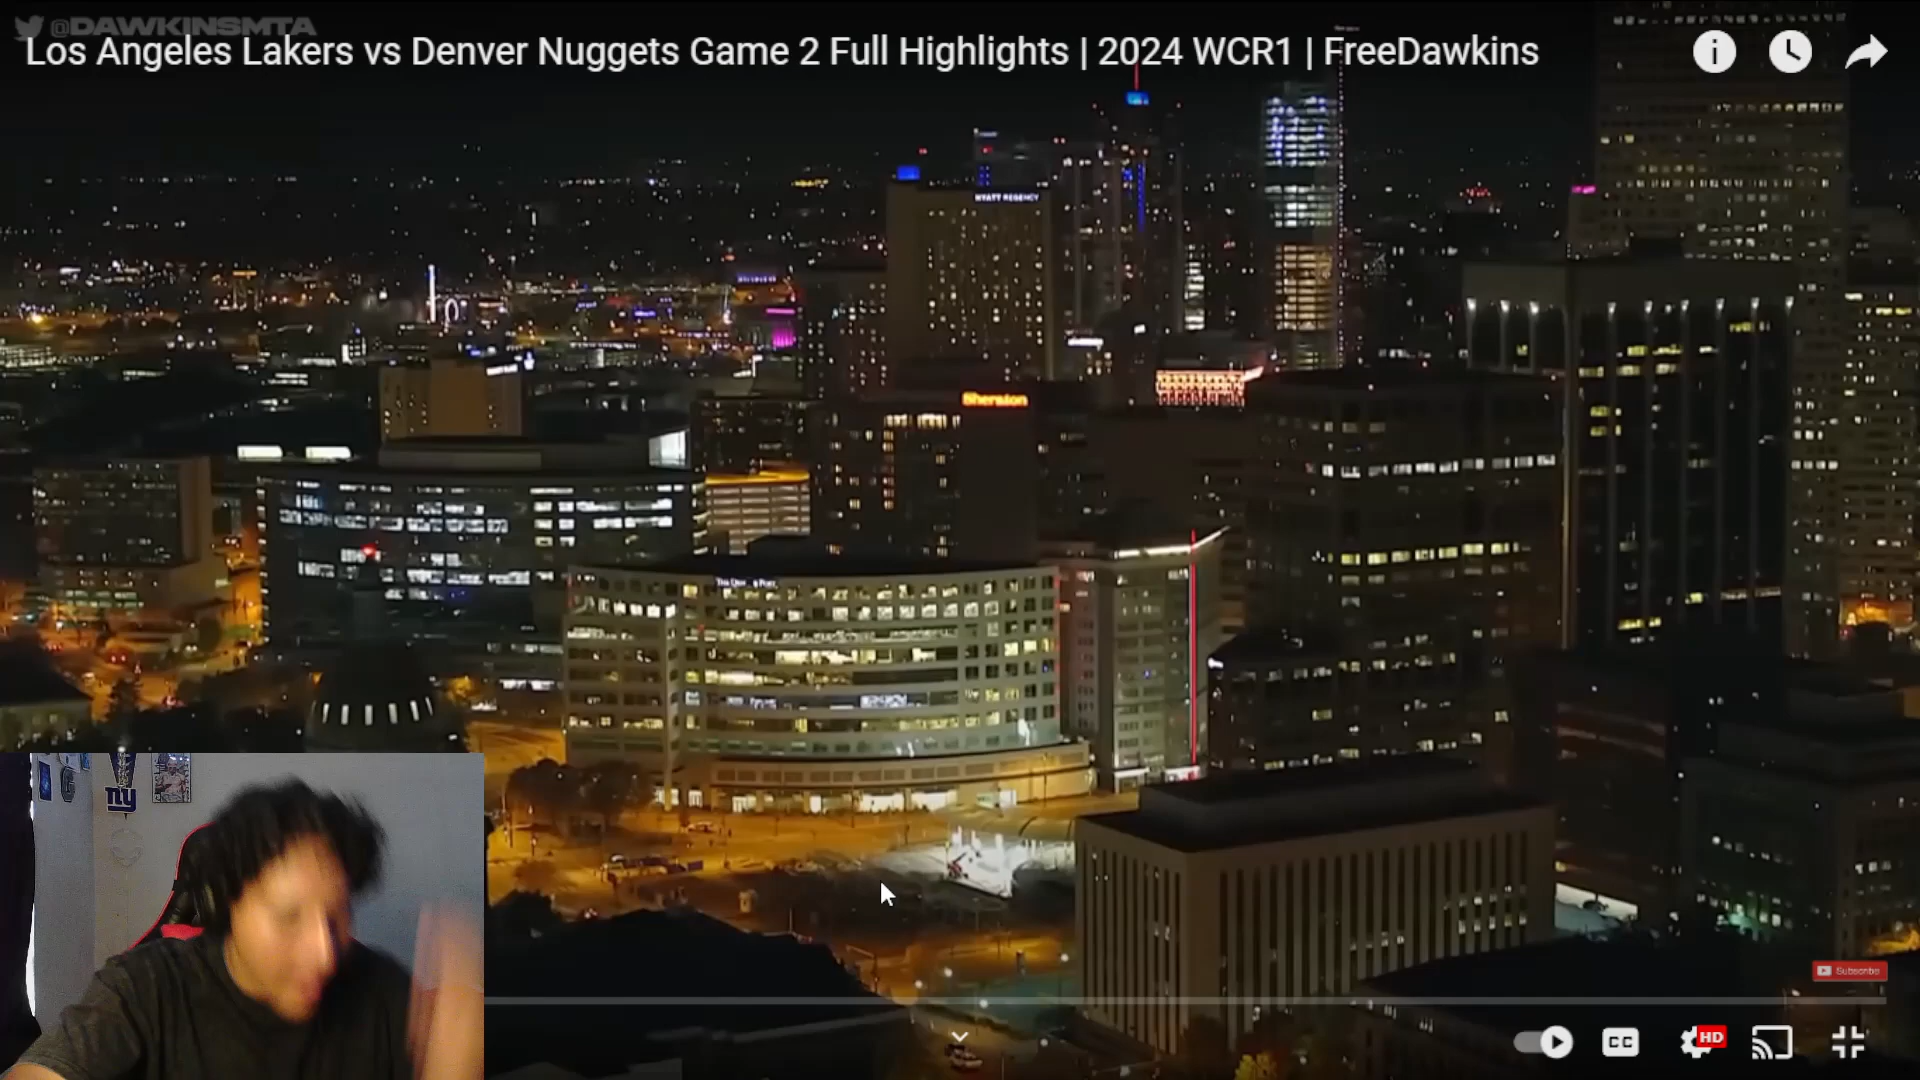 @DAWKINSMTA
Los Angeles Lakers vs Denver Nuggets Game 2 Full Highlights | 2024 WCR1 | FreeDawkins
HYATT REGENCY
Sheraton
ny
Subscribe
CC
HD